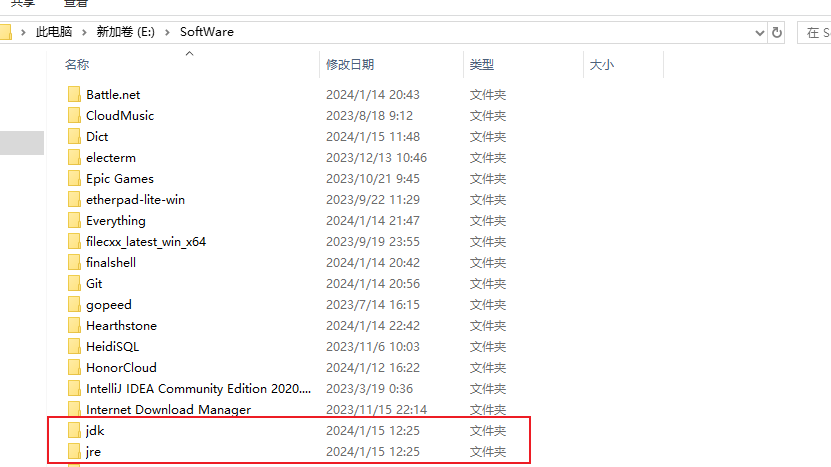 共享 查看
此电脑 > 新加卷 (E:) > SoftWare
名称 修改日期 类型 大小
Battle.net 2024/1/14 20:43 文件夹
CloudMusic 2023/8/18 9:12 文件夹
Dict 2024/1/15 11:48 文件夹
electerm 2023/12/13 10:46 文件夹
Epic Games 2023/10/21 9:45 文件夹
etherpad-lite-win 2023/9/22 11:29 文件夹
Everything 2024/1/14 21:47 文件夹
filecxx_latest_win_x64 2023/9/19 23:55 文件夹
finalshell 2024/1/14 20:42 文件夹
Git 2024/1/14 20:56 文件夹
gopeed 2023/7/14 16:15 文件夹
Hearthstone 2024/1/14 22:42 文件夹
HeidiSQL 2023/11/6 10:03 文件夹
HonorCloud 2024/1/12 16:22 文件夹
IntelliJ IDEA Community Edition 2020.... 2023/3/19 0:36 文件夹
Internet Download Manager 2023/11/15 22:14 文件夹
jdk 2024/1/15 12:25 文件夹
jre 2024/1/15 12:25 文件夹